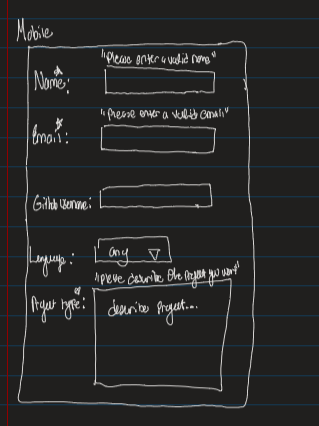 Mobile
"Please enter a valid name"
Name*:
"Please enter a valid email"
Email*:
Github username:
Language: any
"please describe the project you want"
Project type*:
describe project...